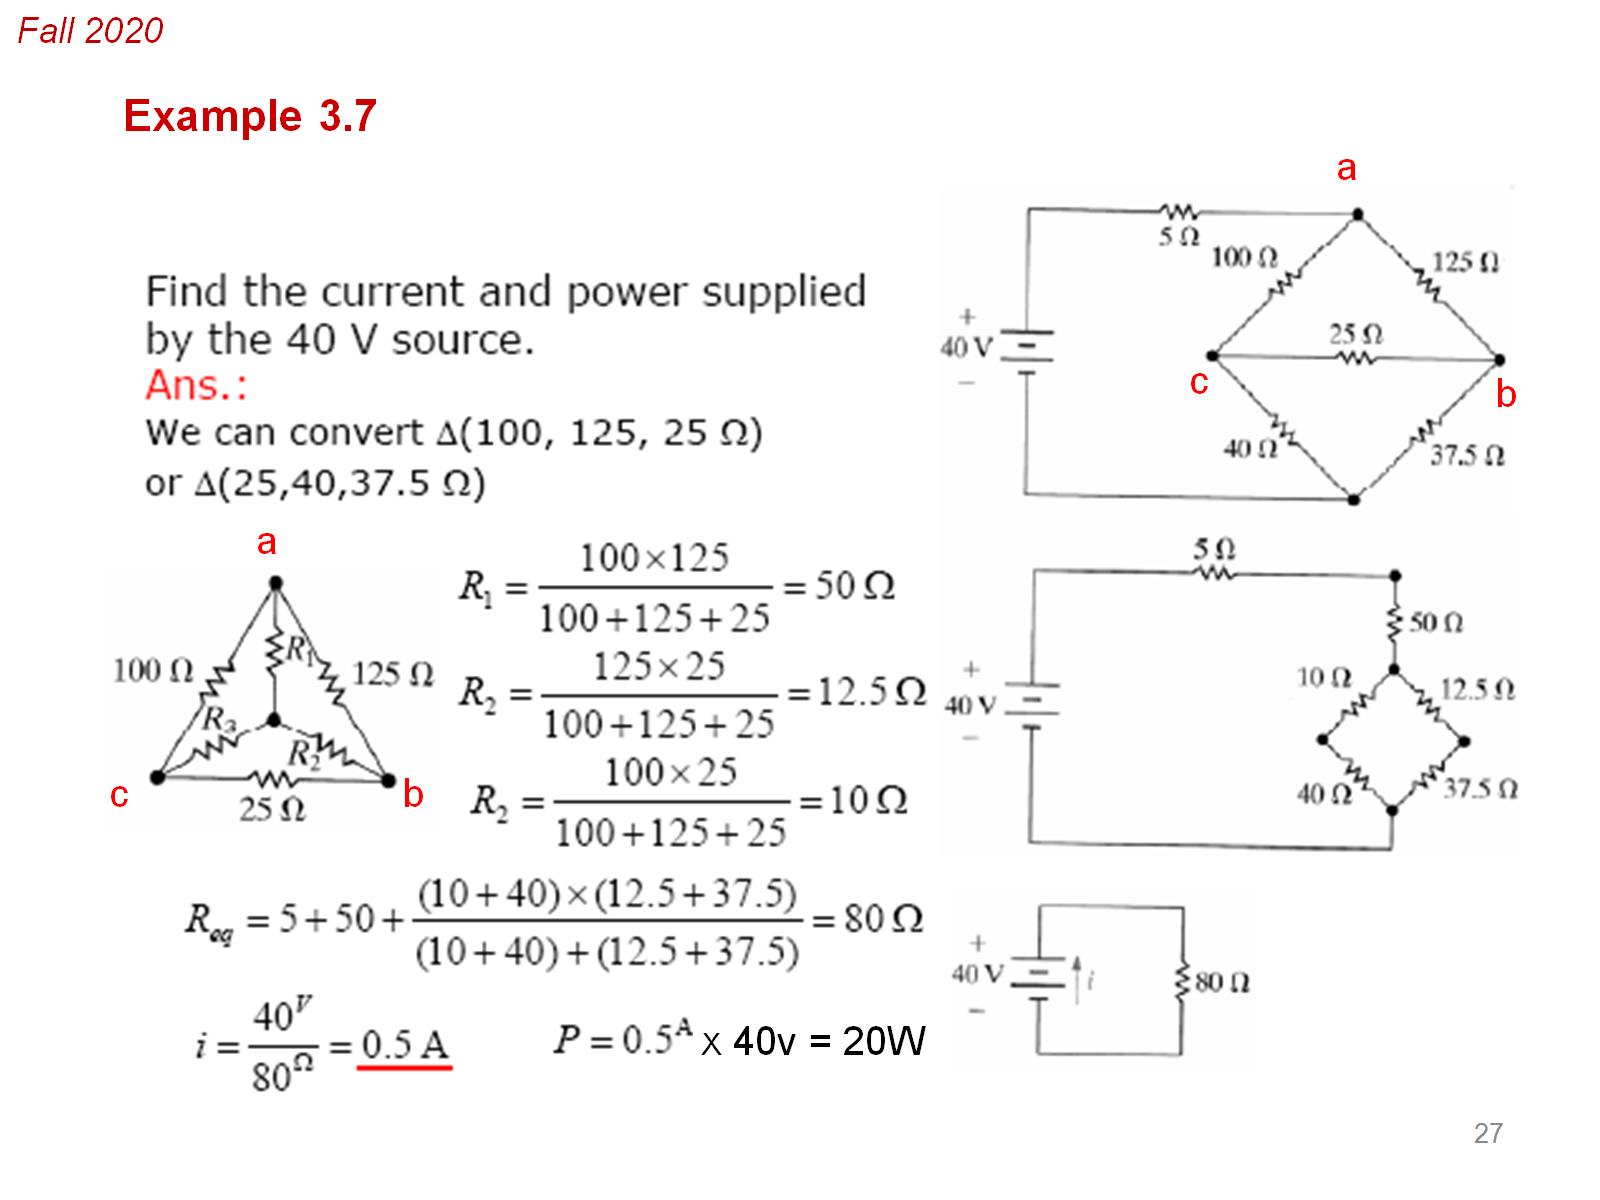 Fall 2020
Example 3.7
Find the current and power supplied
by the 40 V source.
Ans.:
We can convert Δ(100, 125, 25 Ω)
or Δ(25,40,37.5 Ω)
a
5 Ω
100 Ω
125 Ω
+
40 V
−
25 Ω
c
b
40 Ω
37.5 Ω
a
100 Ω
R1
125 Ω
R3
R2
c
25 Ω
b
R1 = 100×125 / 100+125+25 = 50 Ω
R2 = 125×25 / 100+125+25 = 12.5 Ω
R2 = 100×25 / 100+125+25 = 10 Ω
5 Ω
50 Ω
+
40 V
−
10 Ω
12.5 Ω
40 Ω
37.5 Ω
Req = 5+50+ (10+40)×(12.5+37.5) / (10+40)+(12.5+37.5) = 80 Ω
+
40 V
−
i
80 Ω
i = 40V / 80Ω = 0.5 A
P = 0.5A x 40v = 20W
27